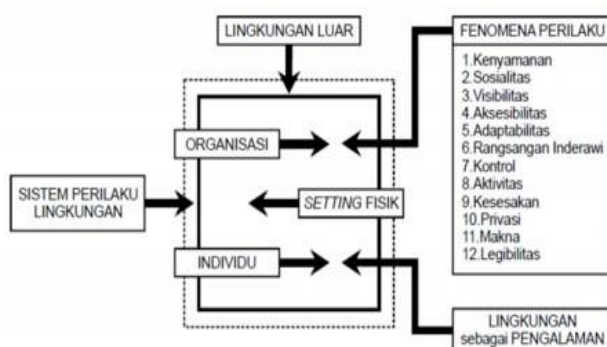 LINGKUNGAN LUAR
FENOMENA PERILAKU
1.Kenyamanan
2.Sosialitas
3.Visibilitas
4.Aksesibilitas
5.Adaptabilitas
6.Rangsangan Inderawi
7.Kontrol
8.Aktivitas
9.Kesesakan
10.Privasi
11.Makna
12.Legibilitas
ORGANISASI
SISTEM PERILAKU
LINGKUNGAN
SETTING FISIK
INDIVIDU
LINGKUNGAN
sebagai PENGALAMAN